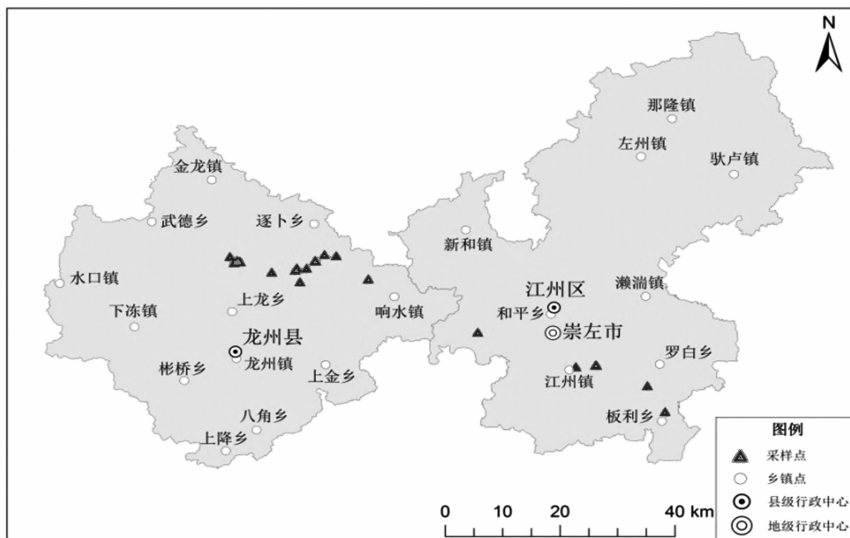 N
那隆镇
左州镇
驮卢镇
金龙镇
武德乡
逐卜乡
新和镇
水口镇
江州区
濑湍镇
上龙乡
响水镇
和平乡
下冻镇
崇左市
龙州县
罗白乡
彬桥乡
龙州镇
上金乡
江州镇
八角乡
板利乡
上降乡
图例
采样点
乡镇点
县级行政中心
地级行政中心
0 10 20 40 km